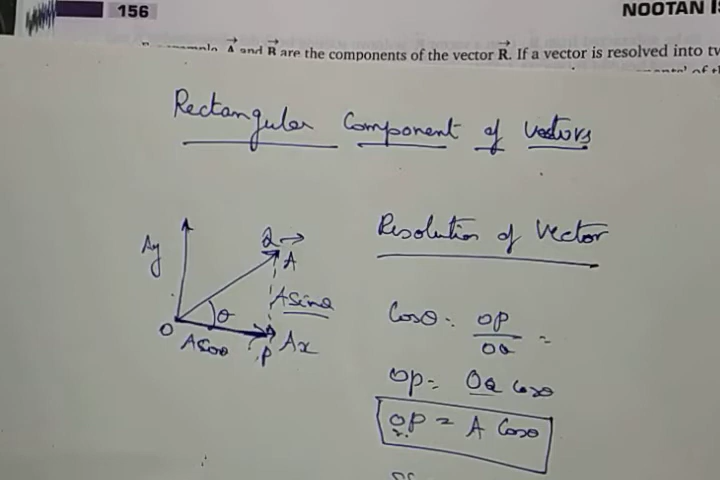 156
NOOTAN
A and B are the components of the vector R. If a vector is resolved into
Rectangular Component of Vectors
Resolution of Vector
Ay
Q
A
A sinθ
θ
O
A cosθ
P
Ax
Cosθ = OP/OQ =
OP = OQ cosθ
OP = A Cosθ